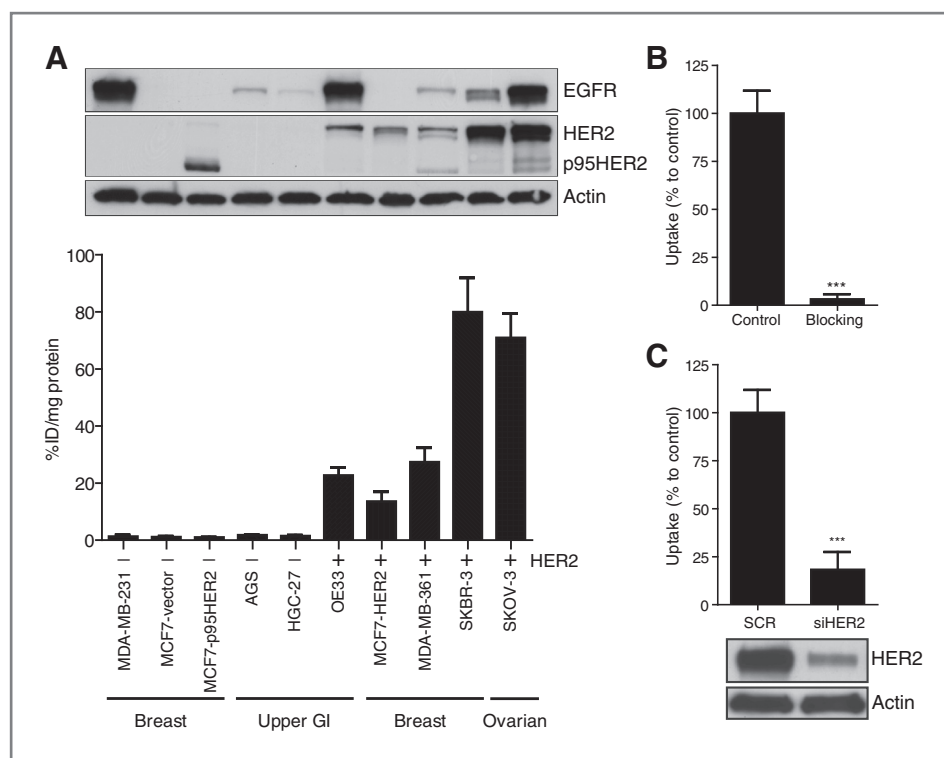 A
EGFR
HER2
p95HER2
Actin
%ID/mg protein
100
80
60
40
20
0
– – – – – + + + + + HER2
MDA-MB-231
MCF7-vector
MCF7-p95HER2
AGS
HGC-27
OE33
MCF7-HER2
MDA-MB-361
SKBR-3
SKOV-3
Breast Upper GI Breast Ovarian
B
Uptake (% to control)
125
100
75
50
25
0
***
Control Blocking
C
Uptake (% to control)
125
100
75
50
25
0
***
SCR siHER2
HER2
Actin